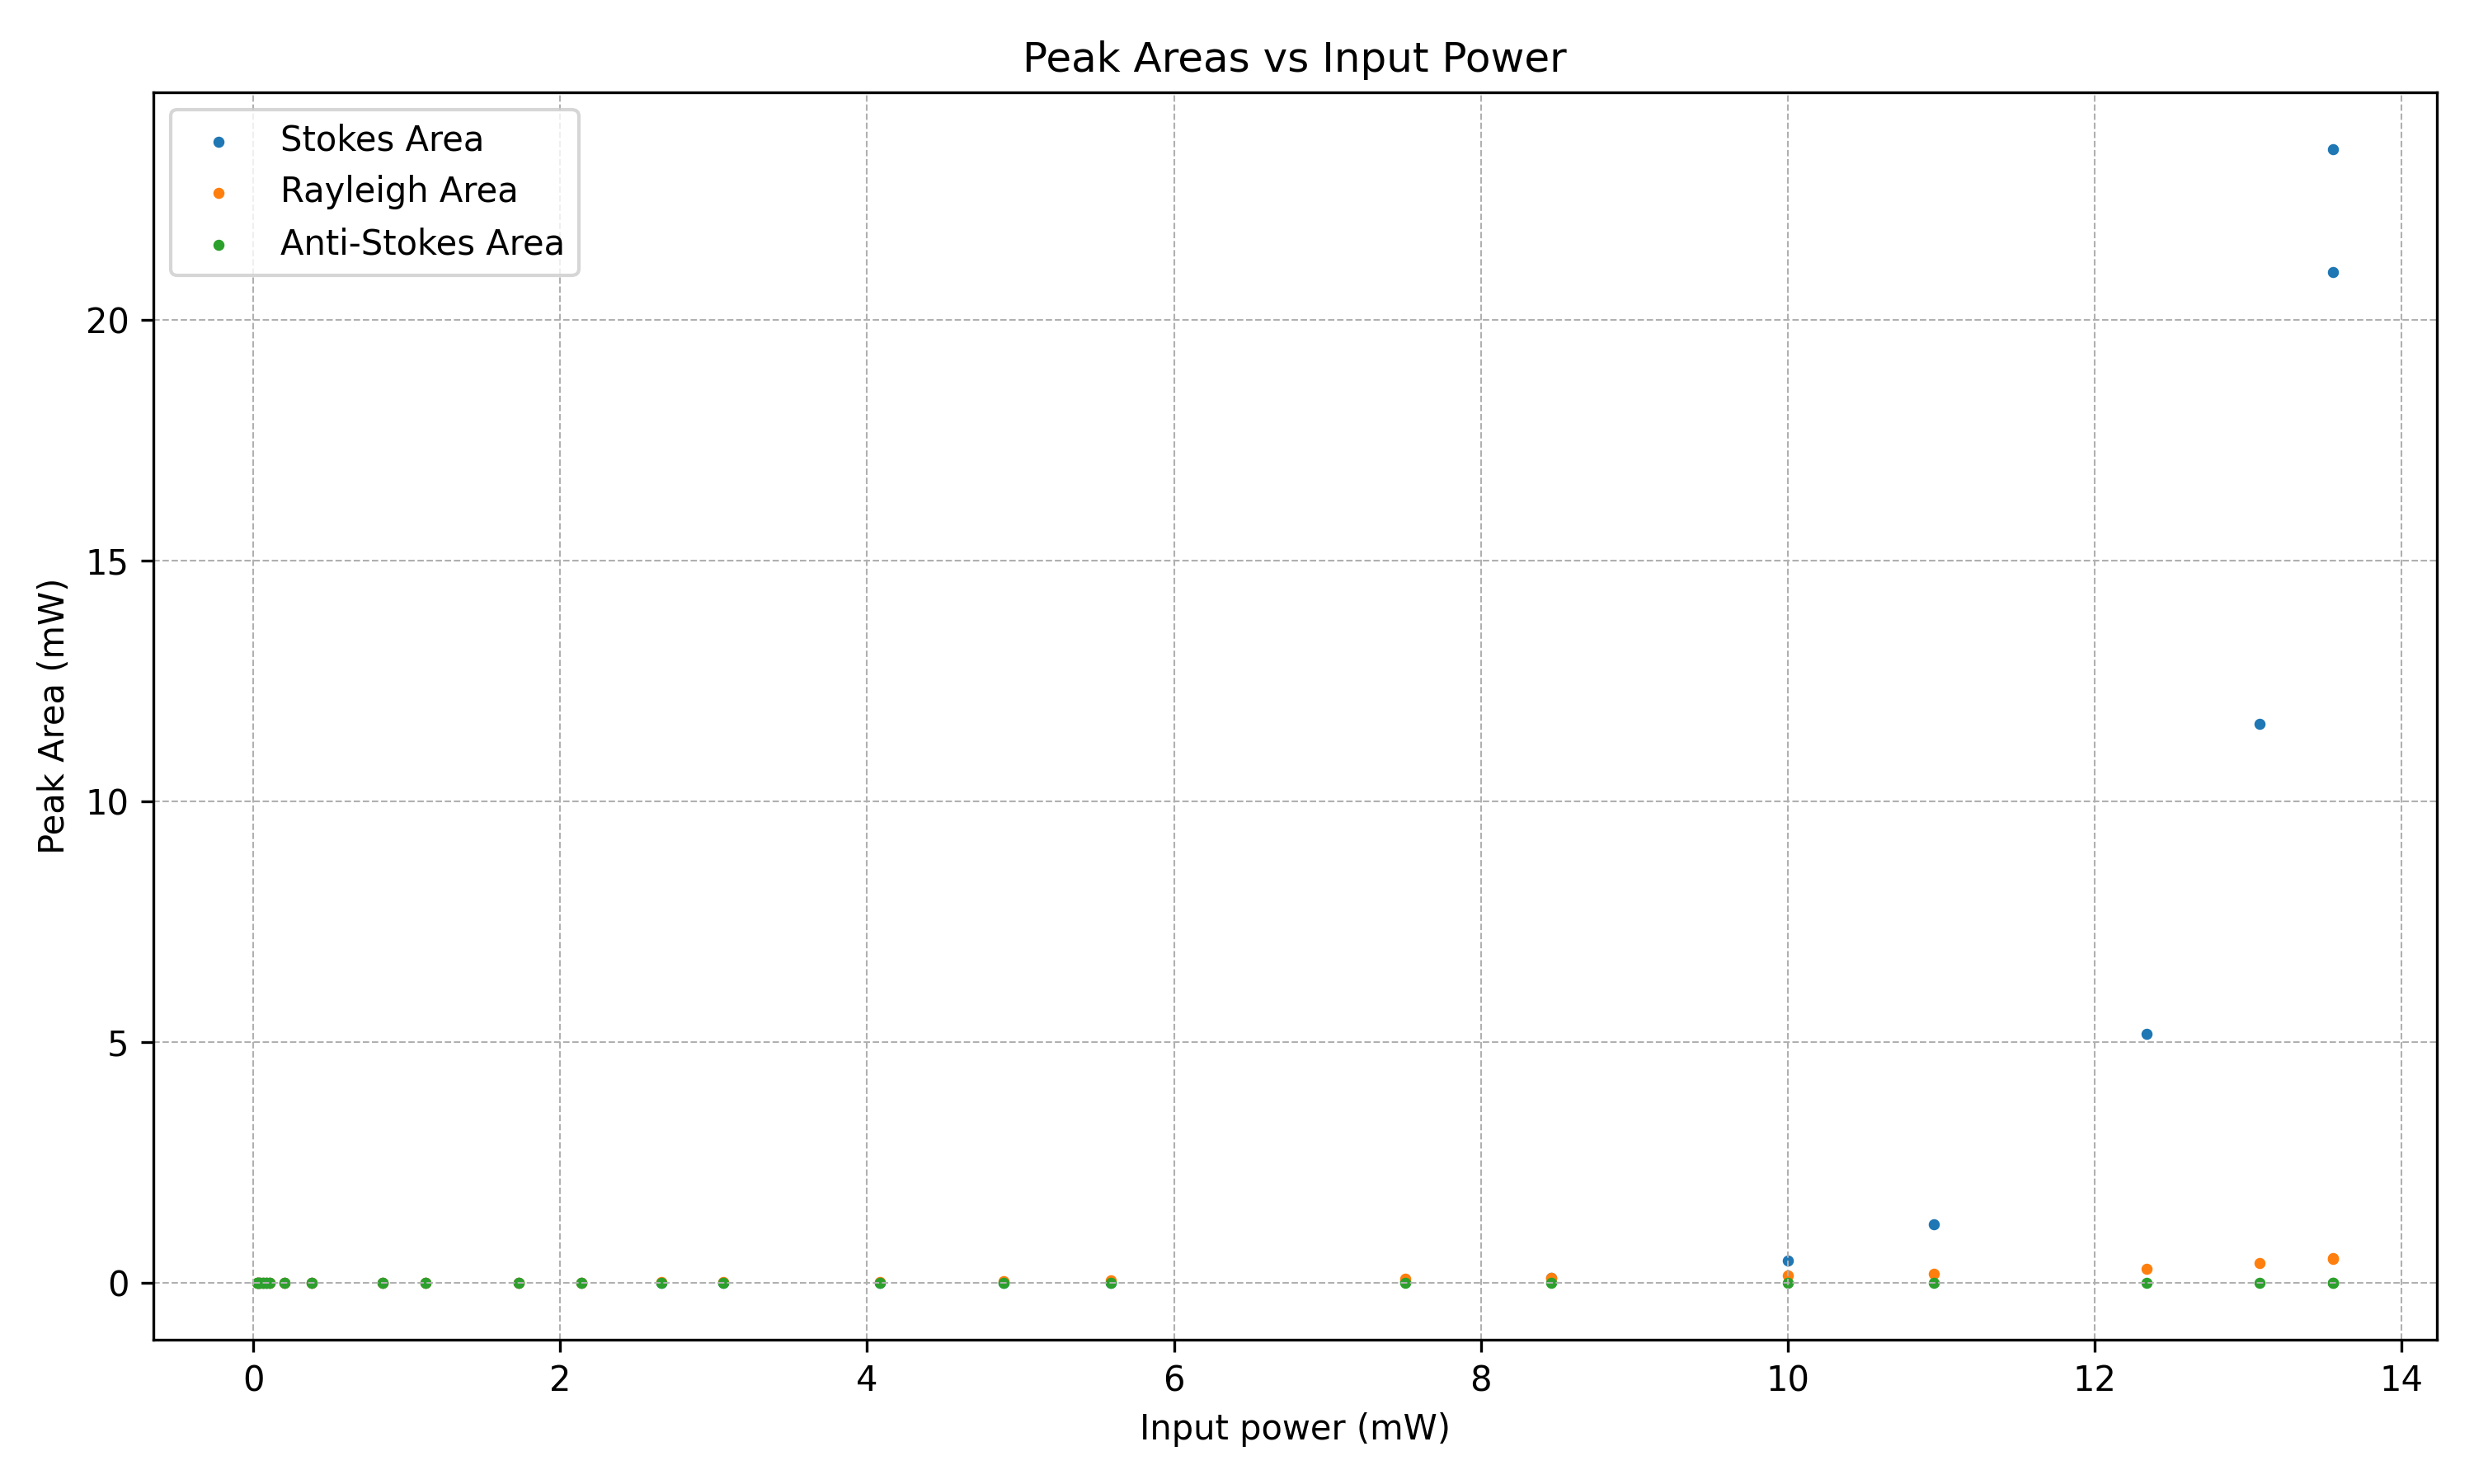 Peak Areas vs Input Power
Stokes Area
Rayleigh Area
Anti-Stokes Area
20
15
10
5
0
Peak Area (mW)
0 2 4 6 8 10 12 14
Input power (mW)